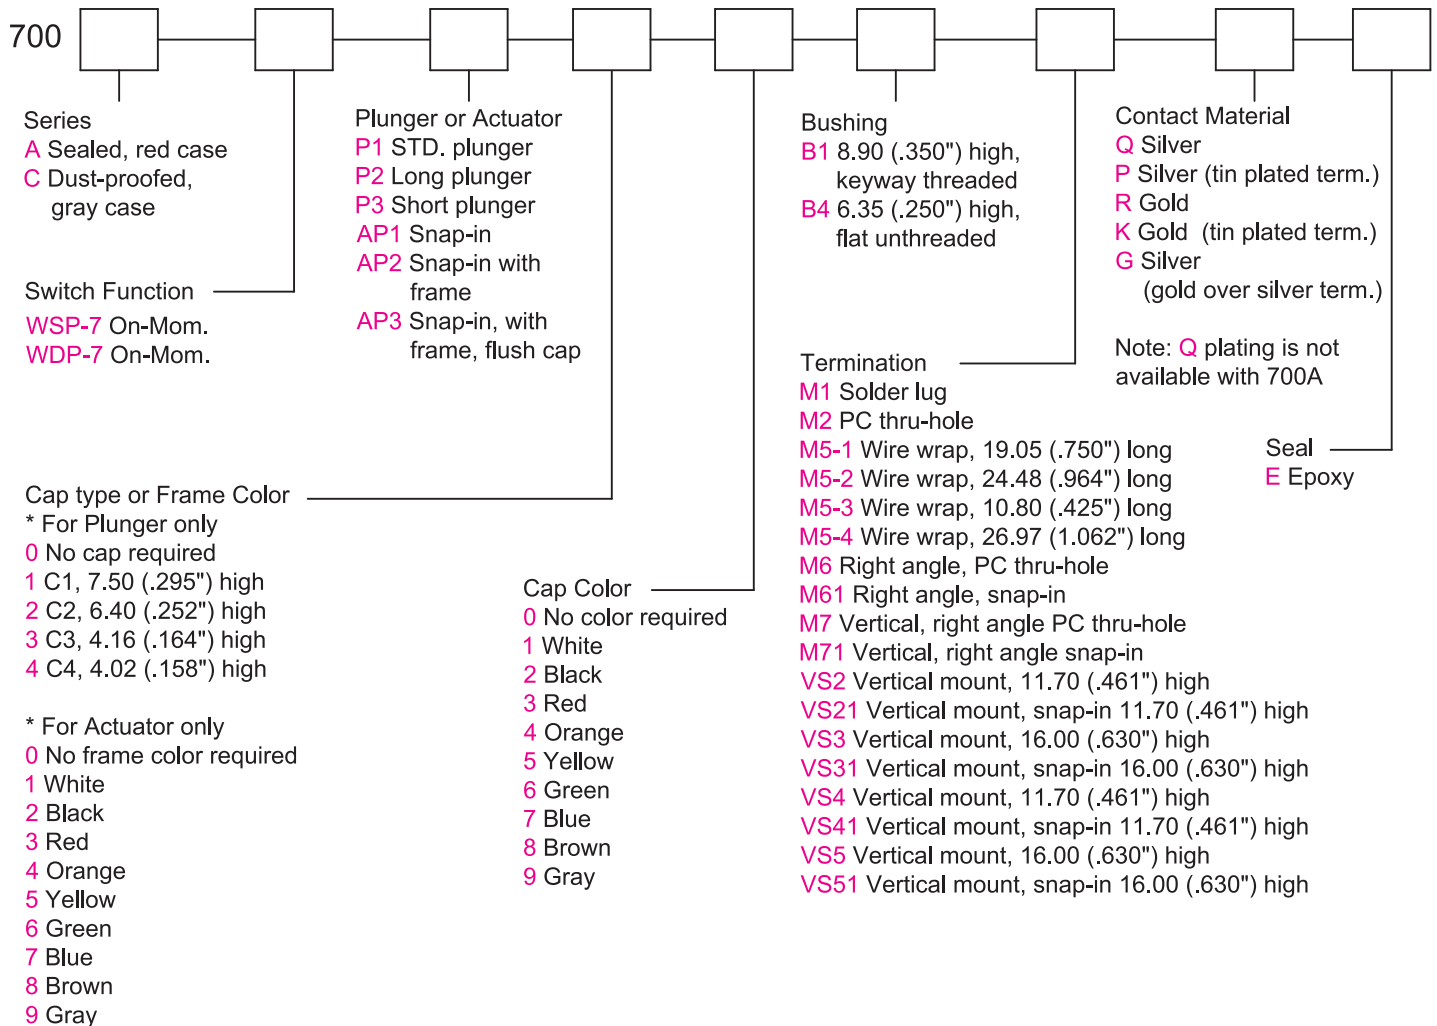 700
Series
A Sealed, red case
C Dust-proofed,
gray case
Switch Function
WSP-7 On-Mom.
WDP-7 On-Mom.
Plunger or Actuator
P1 STD. plunger
P2 Long plunger
P3 Short plunger
AP1 Snap-in
AP2 Snap-in with
frame
AP3 Snap-in, with
frame, flush cap
Cap type or Frame Color
* For Plunger only
0 No cap required
1 C1, 7.50 (.295") high
2 C2, 6.40 (.252") high
3 C3, 4.16 (.164") high
4 C4, 4.02 (.158") high
* For Actuator only
0 No frame color required
1 White
2 Black
3 Red
4 Orange
5 Yellow
6 Green
7 Blue
8 Brown
9 Gray
Cap Color
0 No color required
1 White
2 Black
3 Red
4 Orange
5 Yellow
6 Green
7 Blue
8 Brown
9 Gray
Bushing
B1 8.90 (.350") high,
keyway threaded
B4 6.35 (.250") high,
flat unthreaded
Termination
M1 Solder lug
M2 PC thru-hole
M5-1 Wire wrap, 19.05 (.750") long
M5-2 Wire wrap, 24.48 (.964") long
M5-3 Wire wrap, 10.80 (.425") long
M5-4 Wire wrap, 26.97 (1.062") long
M6 Right angle, PC thru-hole
M61 Right angle, snap-in
M7 Vertical, right angle PC thru-hole
M71 Vertical, right angle snap-in
VS2 Vertical mount, 11.70 (.461") high
VS21 Vertical mount, snap-in 11.70 (.461") high
VS3 Vertical mount, 16.00 (.630") high
VS31 Vertical mount, snap-in 16.00 (.630") high
VS4 Vertical mount, 11.70 (.461") high
VS41 Vertical mount, snap-in 11.70 (.461") high
VS5 Vertical mount, 16.00 (.630") high
VS51 Vertical mount, snap-in 16.00 (.630") high
Contact Material
Q Silver
P Silver (tin plated term.)
R Gold
K Gold (tin plated term.)
G Silver
(gold over silver term.)
Note: Q plating is not
available with 700A
Seal
E Epoxy